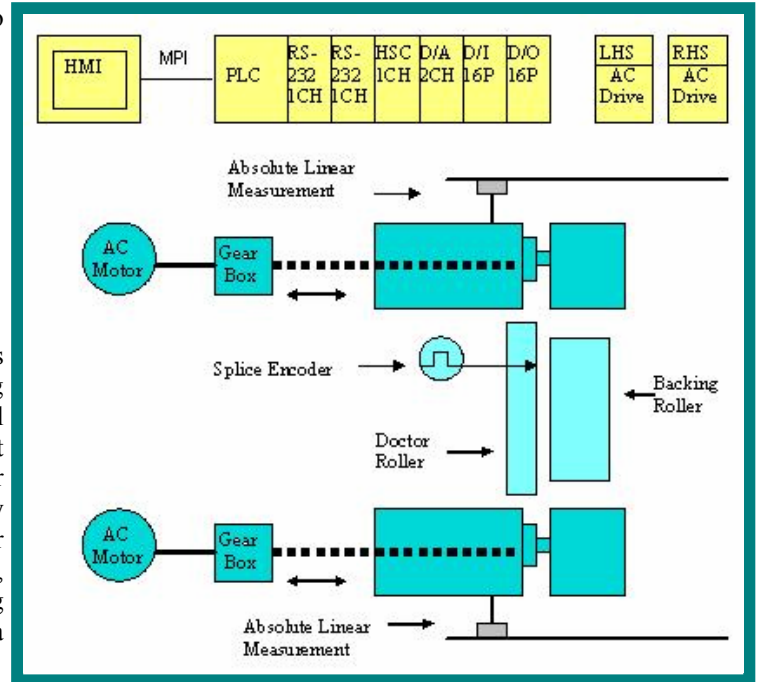 HMI
MPI
PLC
RS-
232
1CH
RS-
232
1CH
HSC
1CH
D/A
2CH
D/I
16P
D/O
16P
LHS
AC
Drive
RHS
AC
Drive
Absolute Linear
Measurement
AC
Motor
Gear
Box
Splice Encoder
Backing
Roller
Doctor
Roller
AC
Motor
Gear
Box
Absolute Linear
Measurement